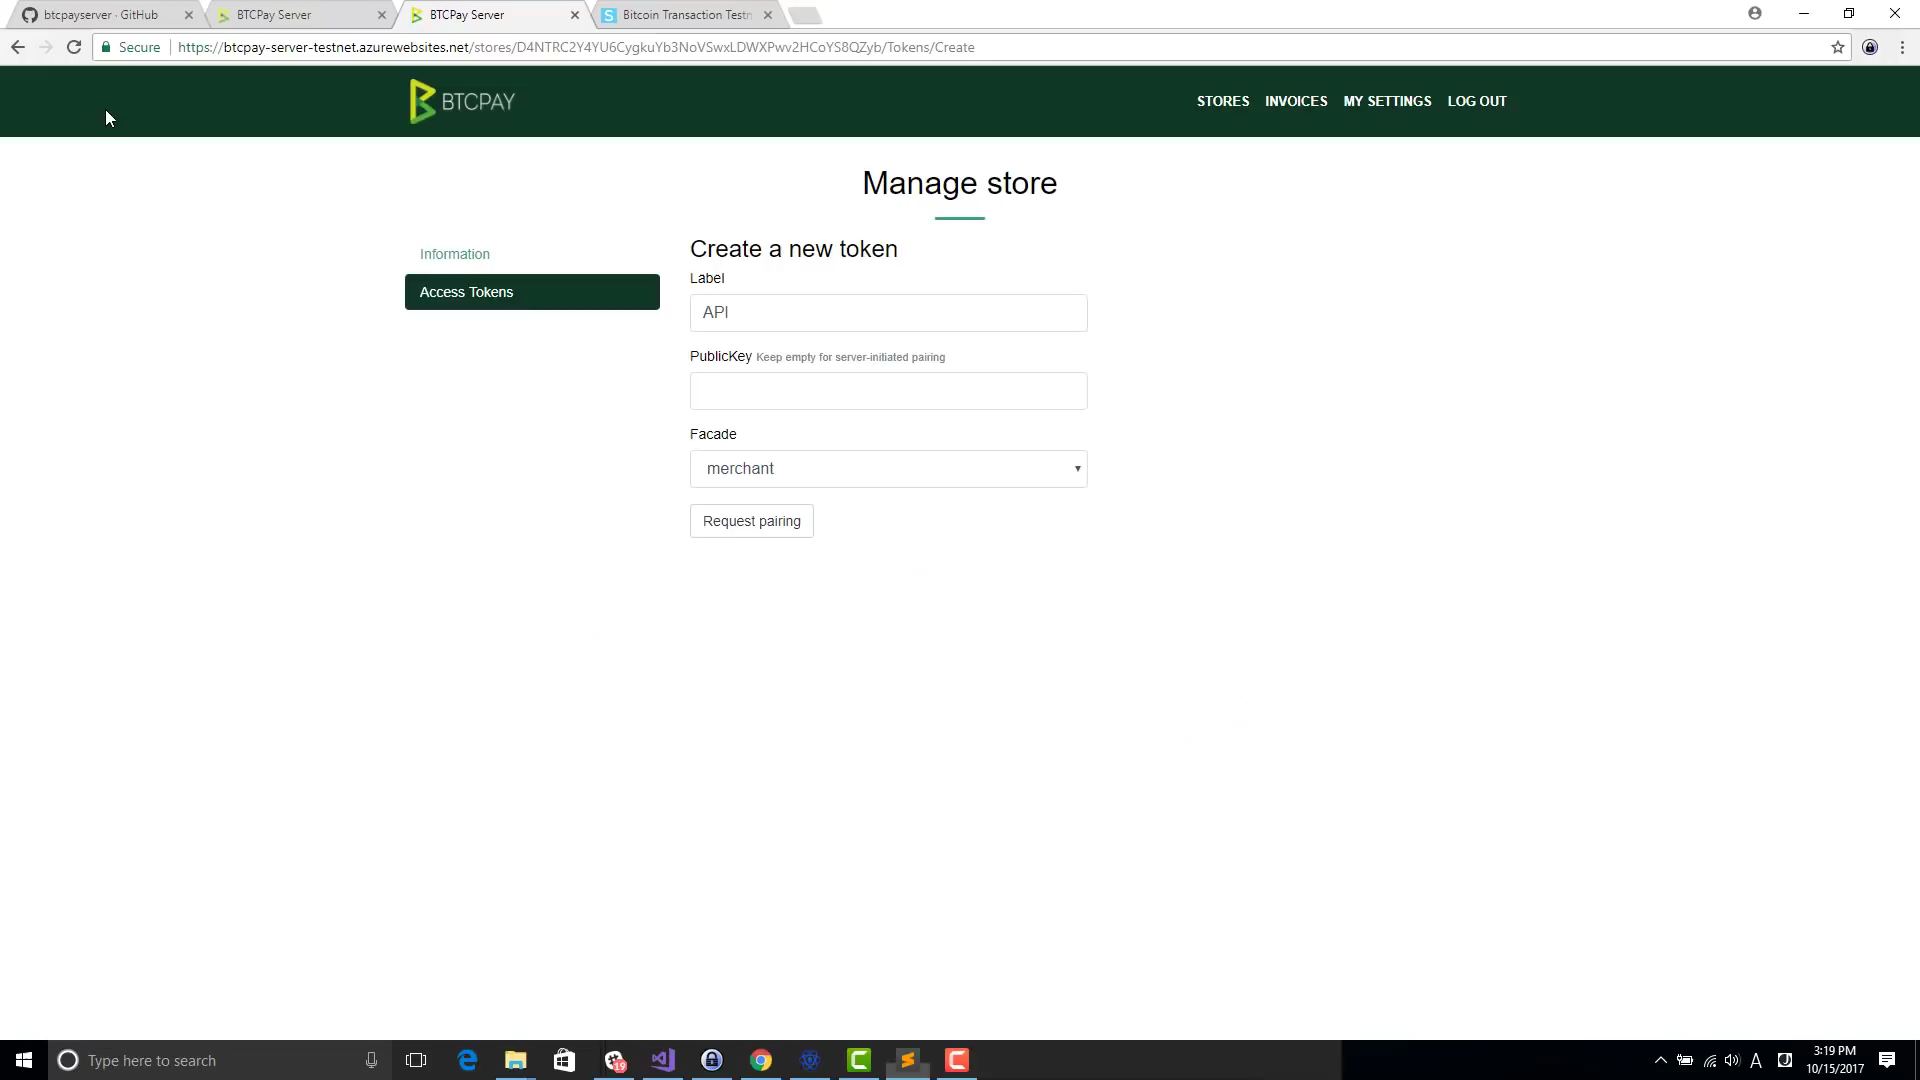 btcpayserver · GitHub
BTCPay Server
BTCPay Server
Bitcoin Transaction Testn
Secure
https://btcpay-server-testnet.azurewebsites.net/stores/D4NTRC2Y4YU6CygkuYb3NoVSwxLDWXPwv2HCoYS8QZyb/Tokens/Create
BTCPAY
STORES INVOICES MY SETTINGS LOG OUT
Manage store
Information
Access Tokens
Create a new token
Label
API
PublicKey Keep empty for server-initiated pairing
Facade
merchant
Request pairing
Type here to search
19
A
3:19 PM
10/15/2017